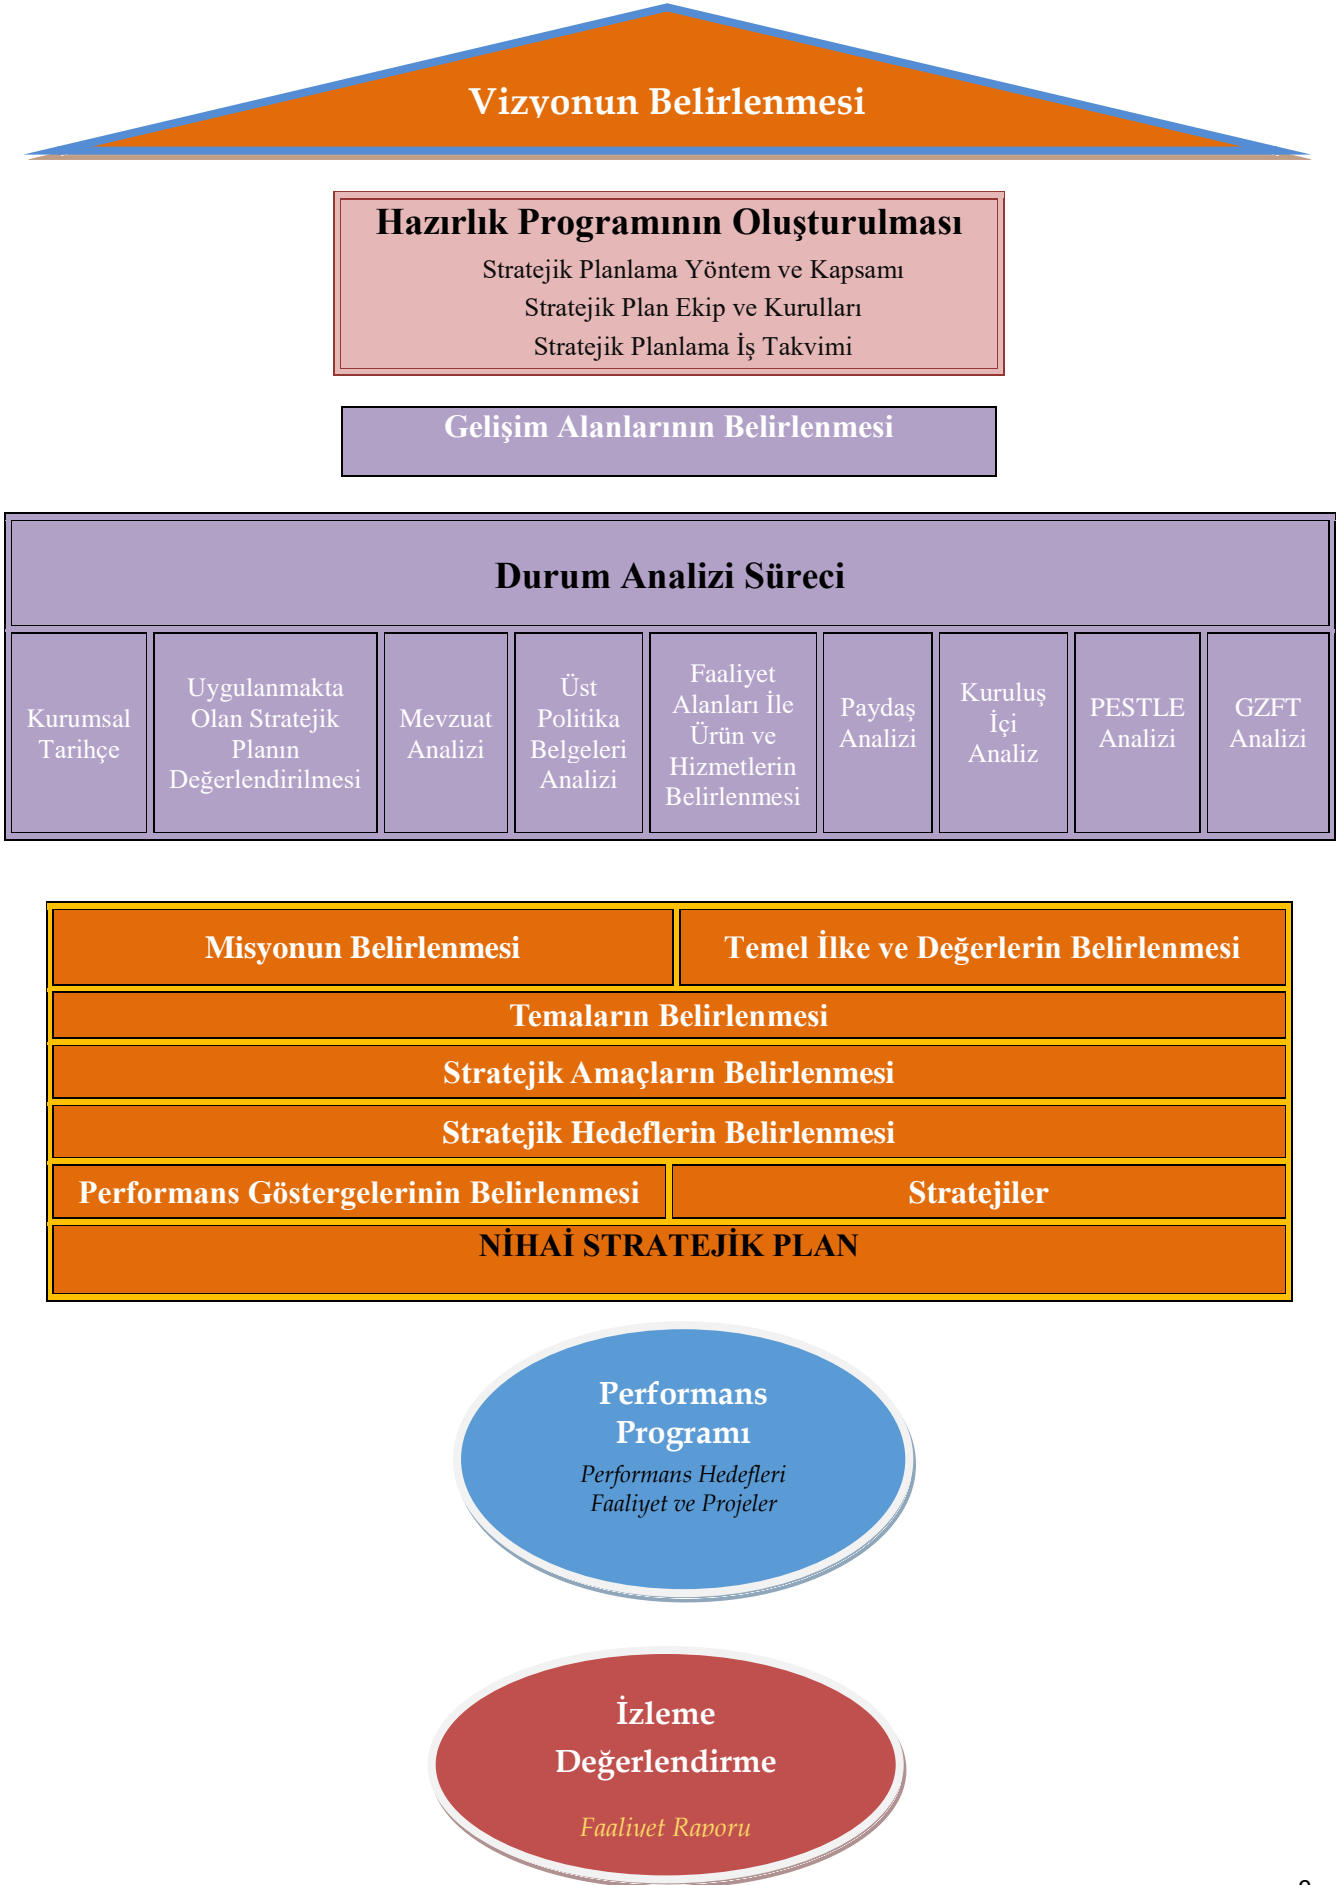 Vizyonun Belirlenmesi
Hazırlık Programının Oluşturulması
Stratejik Planlama Yöntem ve Kapsamı
Stratejik Plan Ekip ve Kurulları
Stratejik Planlama İş Takvimi
Gelişim Alanlarının Belirlenmesi
Durum Analizi Süreci
Kurumsal
Tarihçe
Uygulanmakta
Olan Stratejik
Planın
Değerlendirilmesi
Mevzuat
Analizi
Üst
Politika
Belgeleri
Analizi
Faaliyet
Alanları İle
Ürün ve
Hizmetlerin
Belirlenmesi
Paydaş
Analizi
Kuruluş
İçi
Analiz
PESTLE
Analizi
GZFT
Analizi
Misyonun Belirlenmesi
Temel İlke ve Değerlerin Belirlenmesi
Temaların Belirlenmesi
Stratejik Amaçların Belirlenmesi
Stratejik Hedeflerin Belirlenmesi
Performans Göstergelerinin Belirlenmesi
Stratejiler
NİHAİ STRATEJİK PLAN
Performans
Programı
Performans Hedefleri
Faaliyet ve Projeler
İzleme
Değerlendirme
Faaliyet Raporu